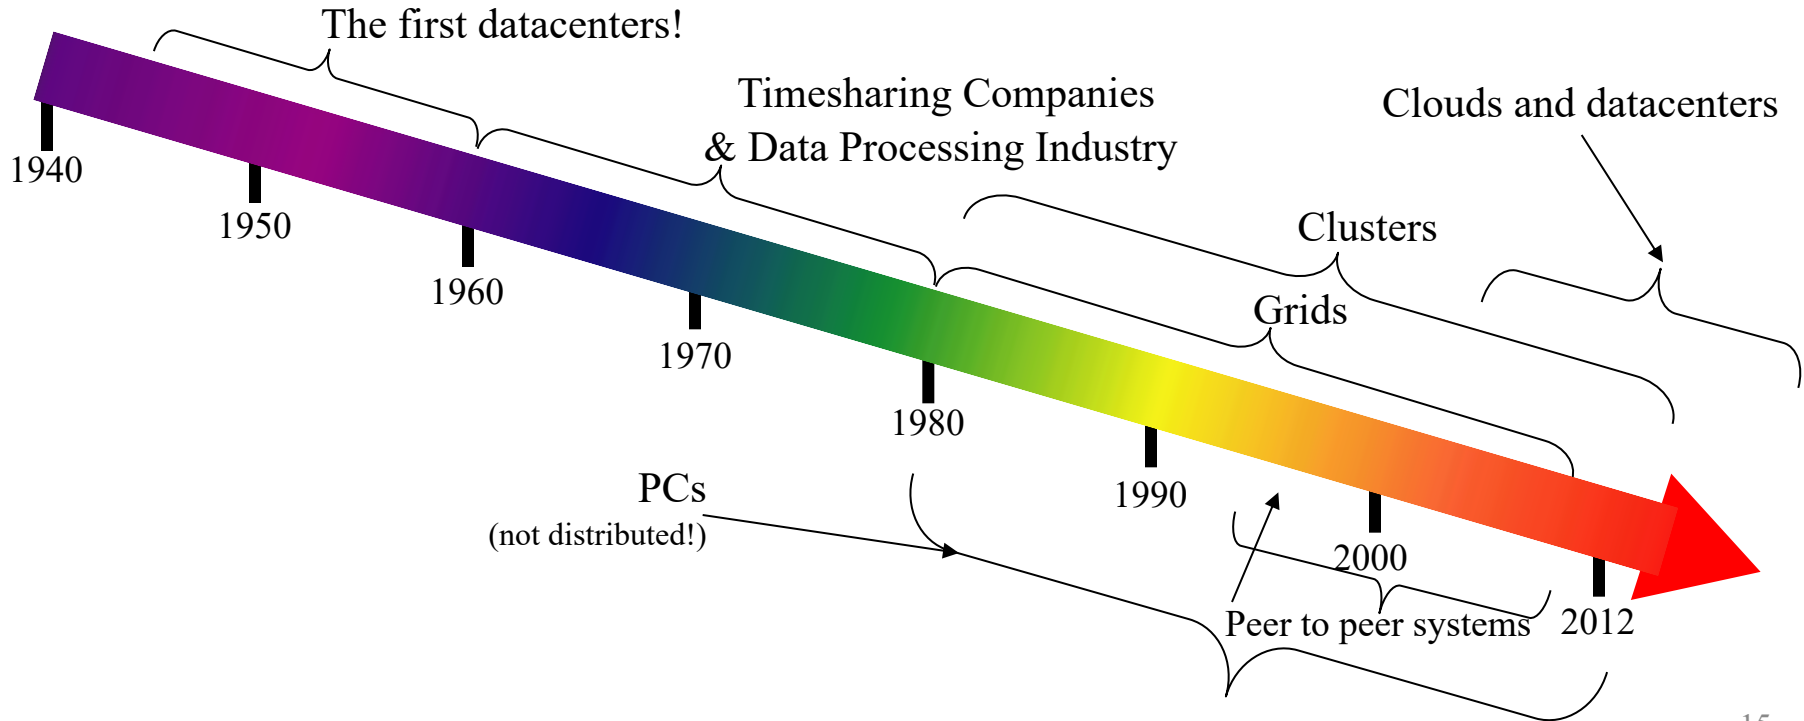 The first datacenters!
Timesharing Companies
& Data Processing Industry
Clouds and datacenters
Clusters
Grids
1940
1950
1960
1970
1980
1990
2000
2012
PCs
(not distributed!)
Peer to peer systems
15